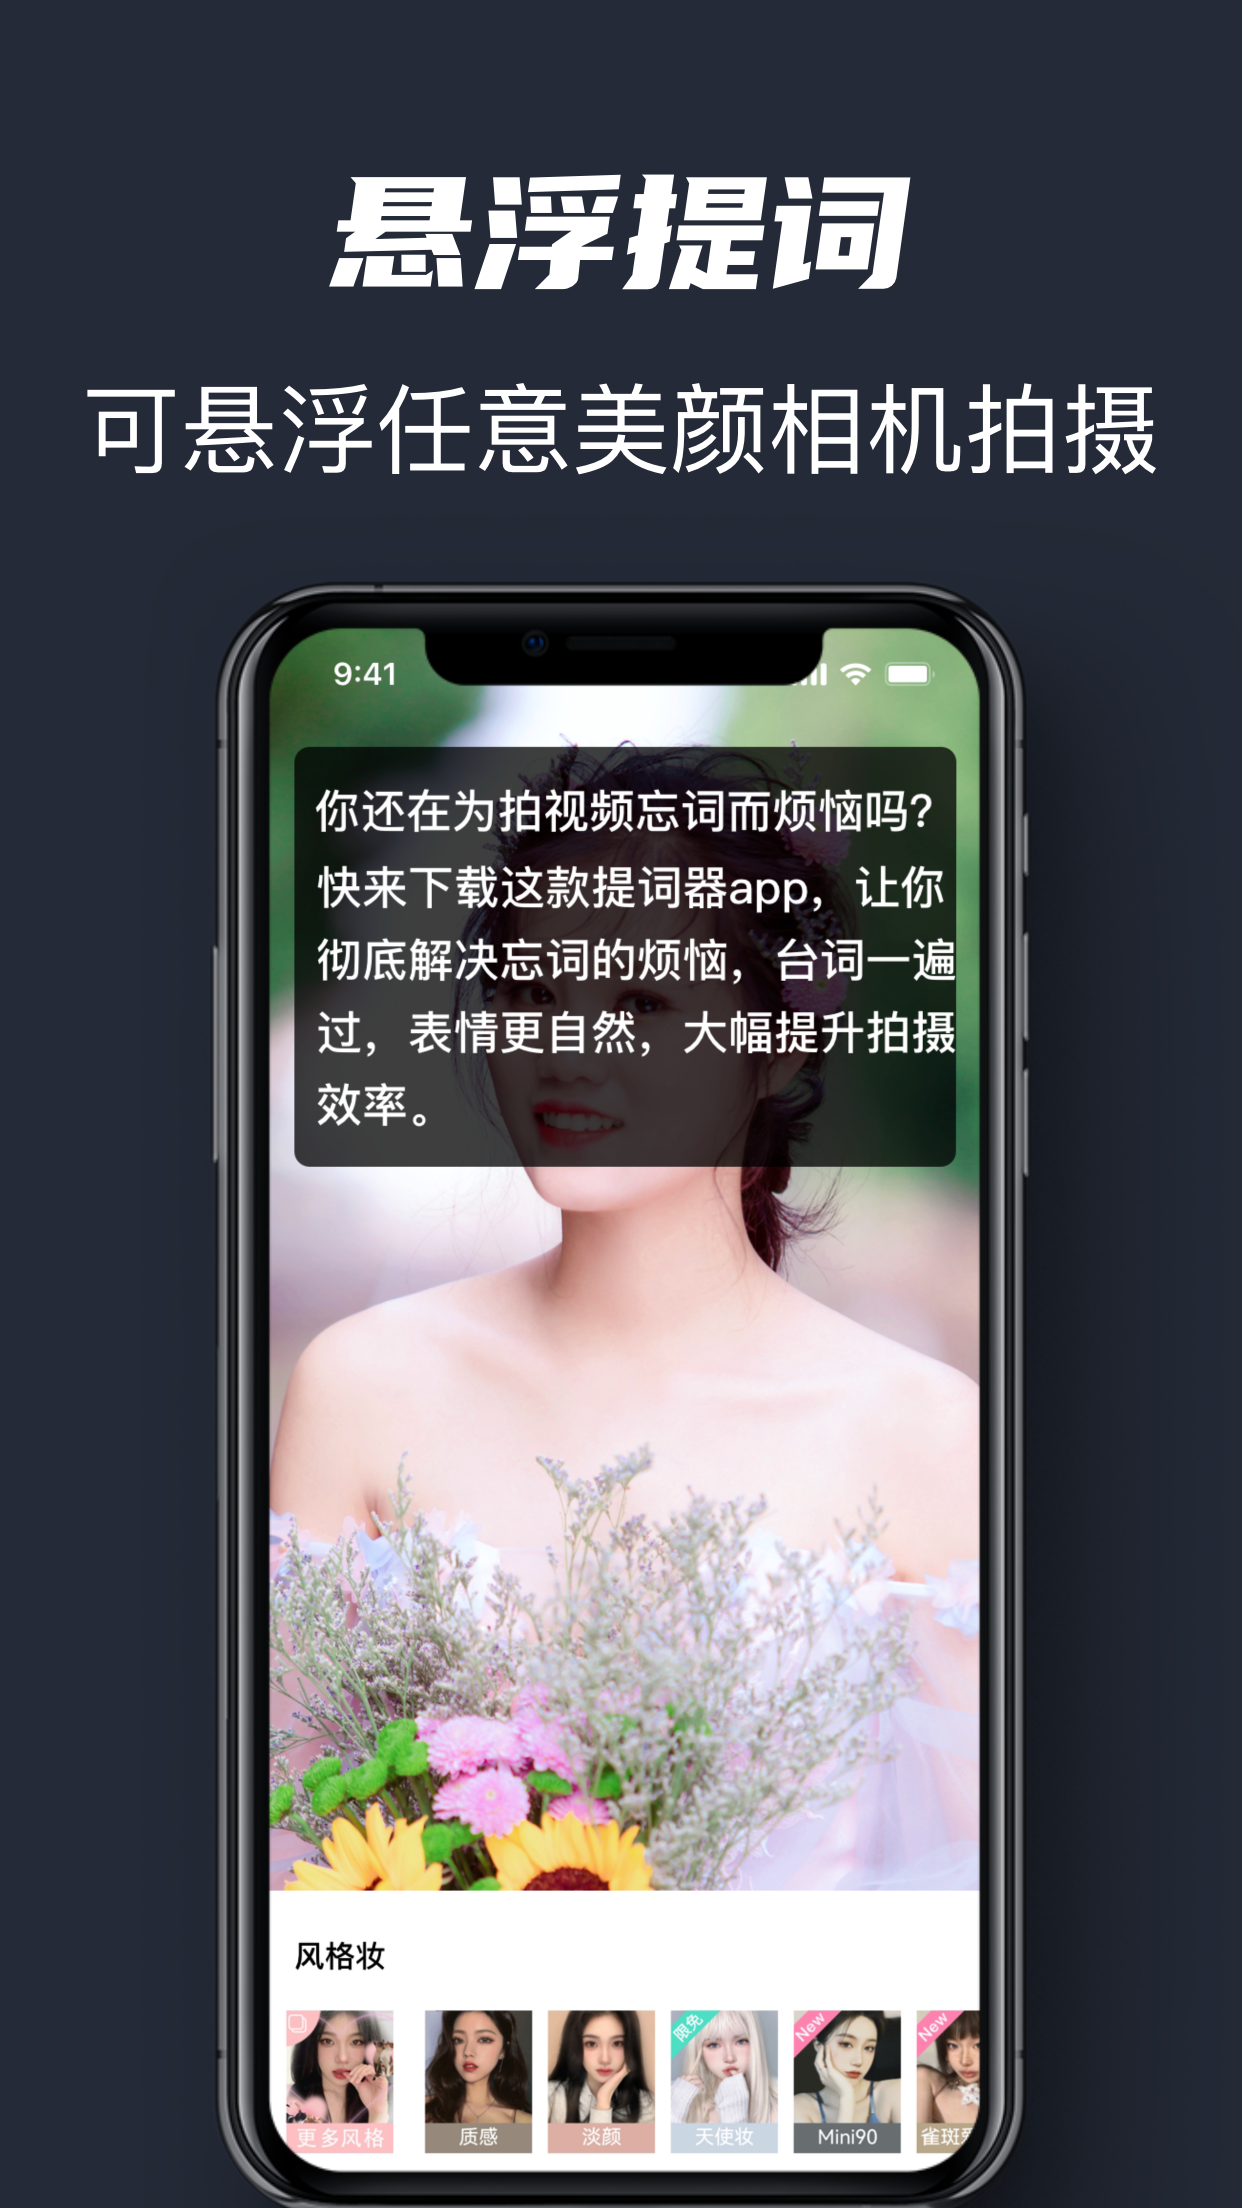 悬浮提词
可悬浮任意美颜相机拍摄
9:41
你还在为拍视频忘词而烦恼吗?
快来下载这款提词器app，让你
彻底解决忘词的烦恼，台词一遍
过，表情更自然，大幅提升拍摄
效率。
风格妆
限免
New
New
更多风格
质感
淡颜
天使妆
Mini90
雀斑